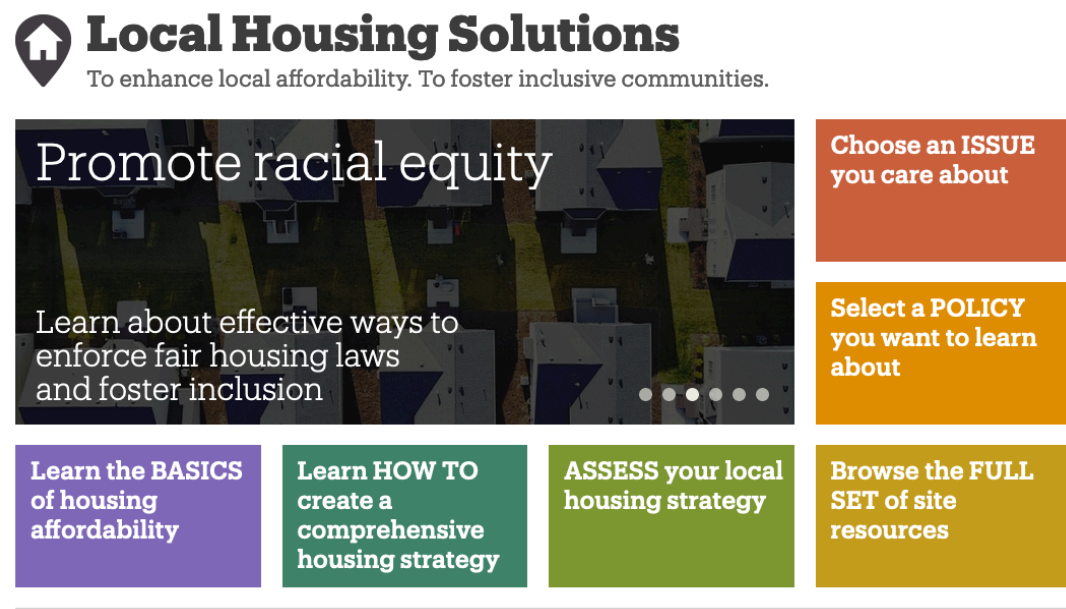 Local Housing Solutions
To enhance local affordability. To foster inclusive communities.
Promote racial equity
Learn about effective ways to
enforce fair housing laws
and foster inclusion
Choose an ISSUE
you care about
Select a POLICY
you want to learn
about
Learn the BASICS
of housing
affordability
Learn HOW TO
create a
comprehensive
housing strategy
ASSESS your local
housing strategy
Browse the FULL
SET of site
resources